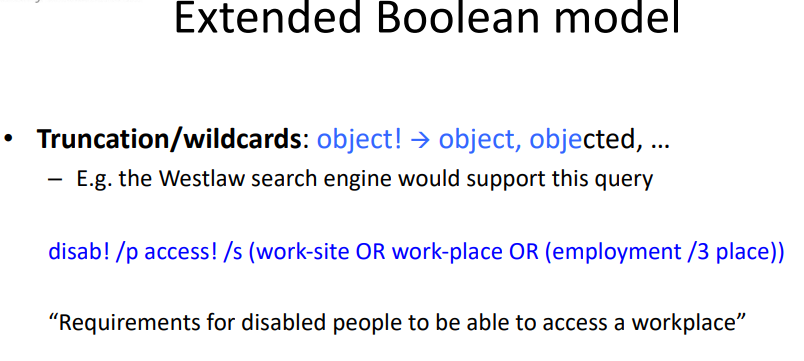 Extended Boolean model
• Truncation/wildcards: object! → object, objected, …
– E.g. the Westlaw search engine would support this query
disab! /p access! /s (work-site OR work-place OR (employment /3 place))
“Requirements for disabled people to be able to access a workplace”